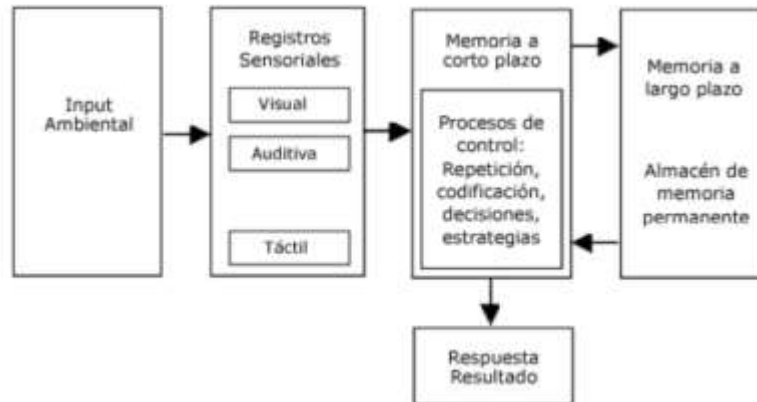 Input
Ambiental
Registros
Sensoriales
Visual
Auditiva
Táctil
Memoria a
corto plazo
Procesos de
control:
Repetición,
codificación,
decisiones,
estrategias
Memoria a
largo plazo
Almacén de
memoria
permanente
Respuesta
Resultado